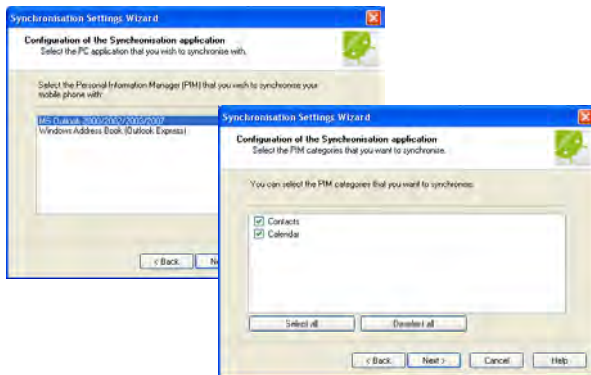 Synchronisation Settings Wizard
Configuration of the Synchronisation application
Select the PC application that you wish to synchronise with.
Select the Personal Information Manager (PIM) that you wish to synchronise your
mobile phone with:
MS Outlook 2000/2002/2003/2007
Windows Address Book (Outlook Express)
< Back
Synchronisation Settings Wizard
Configuration of the Synchronisation application
Select the PIM categories that you want to synchronise.
You can select the PIM categories that you want to synchronise:
Contacts
Calendar
Select all Deselect all
< Back Next > Cancel Help